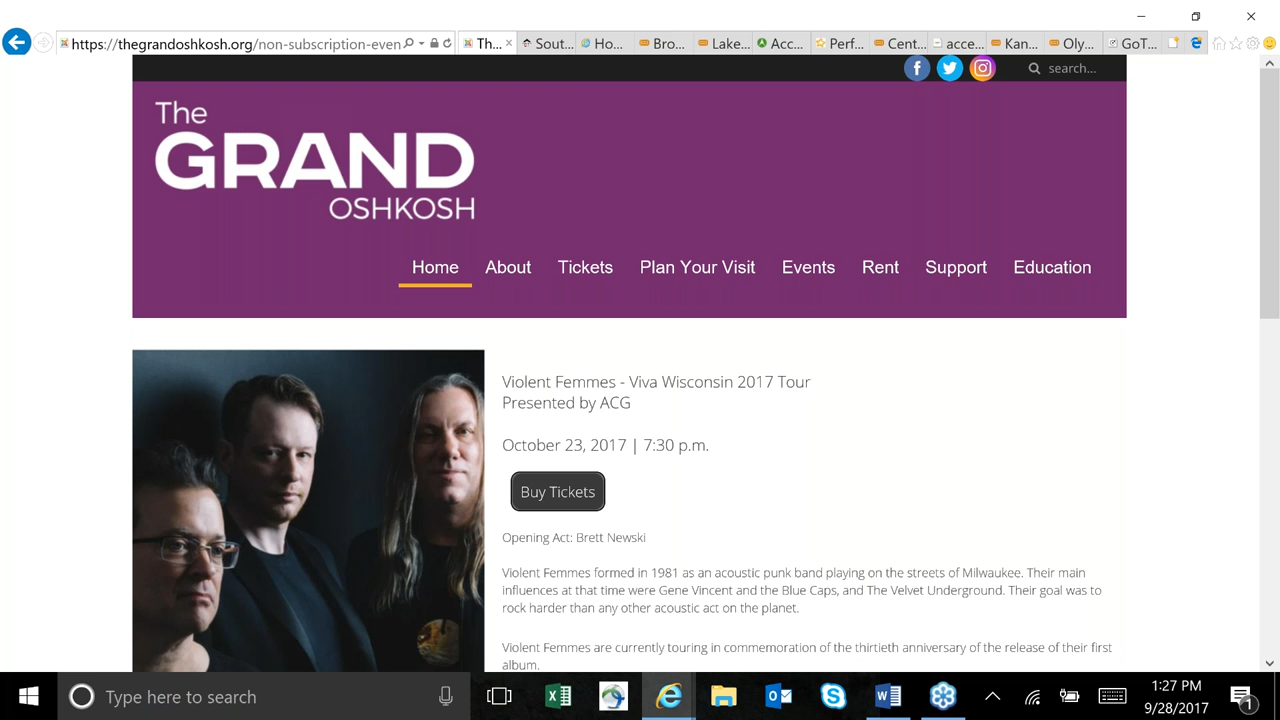 https://thegrandoshkosh.org/non-subscription-even
Th...
Sout...
Ho...
Bro...
Lake...
Acc...
Perf...
Cent...
acce...
Kan...
Oly...
GoT...
search...
The
GRAND
OSHKOSH
Home
About
Tickets
Plan Your Visit
Events
Rent
Support
Education
Violent Femmes - Viva Wisconsin 2017 Tour
Presented by ACG
October 23, 2017 | 7:30 p.m.
Buy Tickets
Opening Act: Brett Newski
Violent Femmes formed in 1981 as an acoustic punk band playing on the streets of Milwaukee. Their main
influences at that time were Gene Vincent and the Blue Caps, and The Velvet Underground. Their goal was to
rock harder than any other acoustic act on the planet.
Violent Femmes are currently touring in commemoration of the thirtieth anniversary of the release of their first
album.
Type here to search
1:27 PM
9/28/2017
1